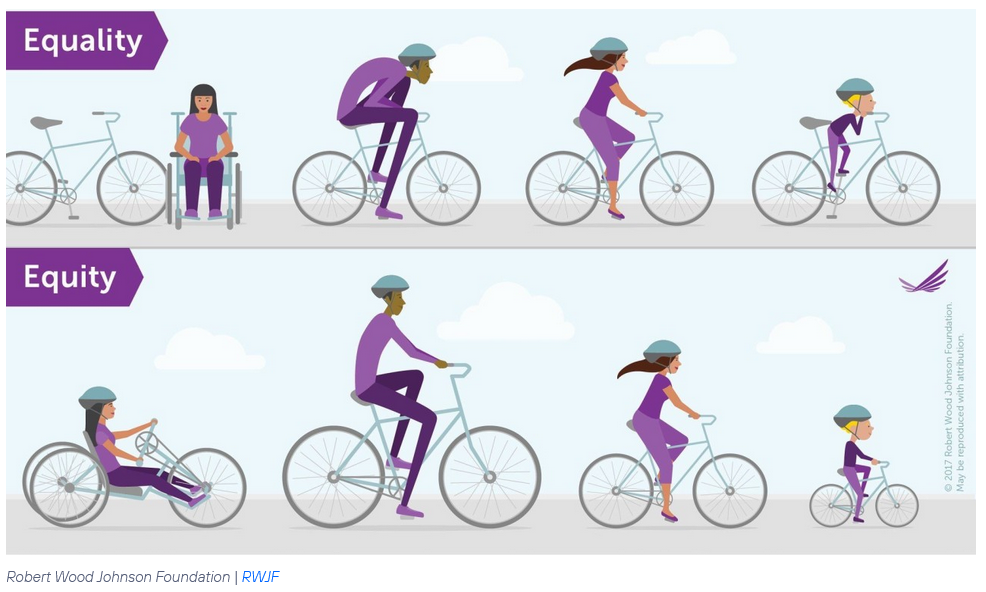 Equality
Equity
© 2017 Robert Wood Johnson Foundation.
May be reproduced with attribution.
Robert Wood Johnson Foundation | RWJF